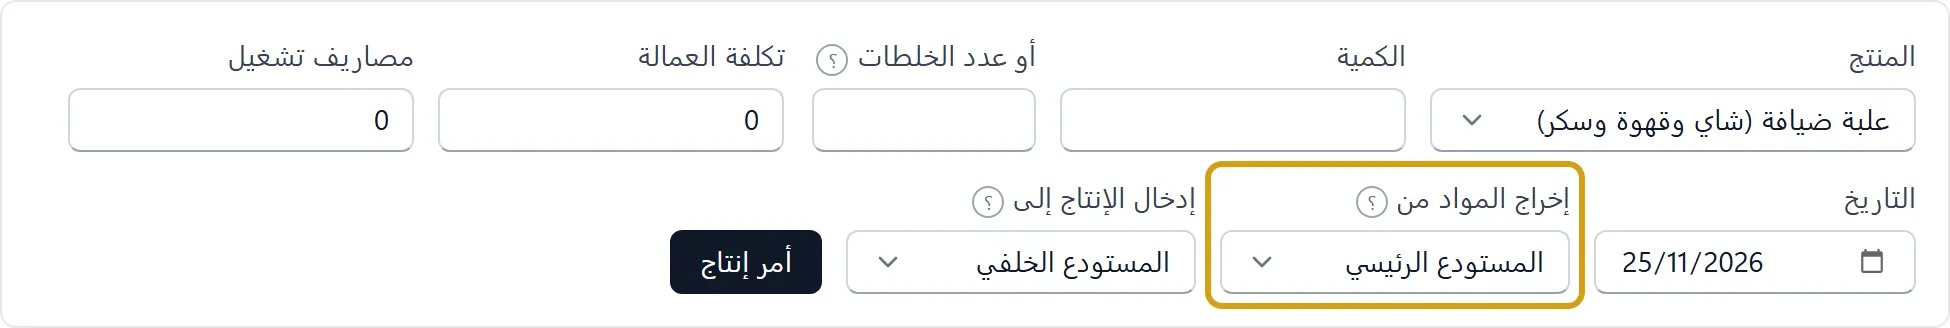 المنتج
الكمية
أو عدد الخلطات ؟
تكلفة العمالة
مصاريف تشغيل
علبة ضيافة (شاي وقهوة وسكر)
0
0
التاريخ
إخراج المواد من ؟
إدخال الإنتاج إلى ؟
25/11/2026
المستودع الرئيسي
المستودع الخلفي
أمر إنتاج